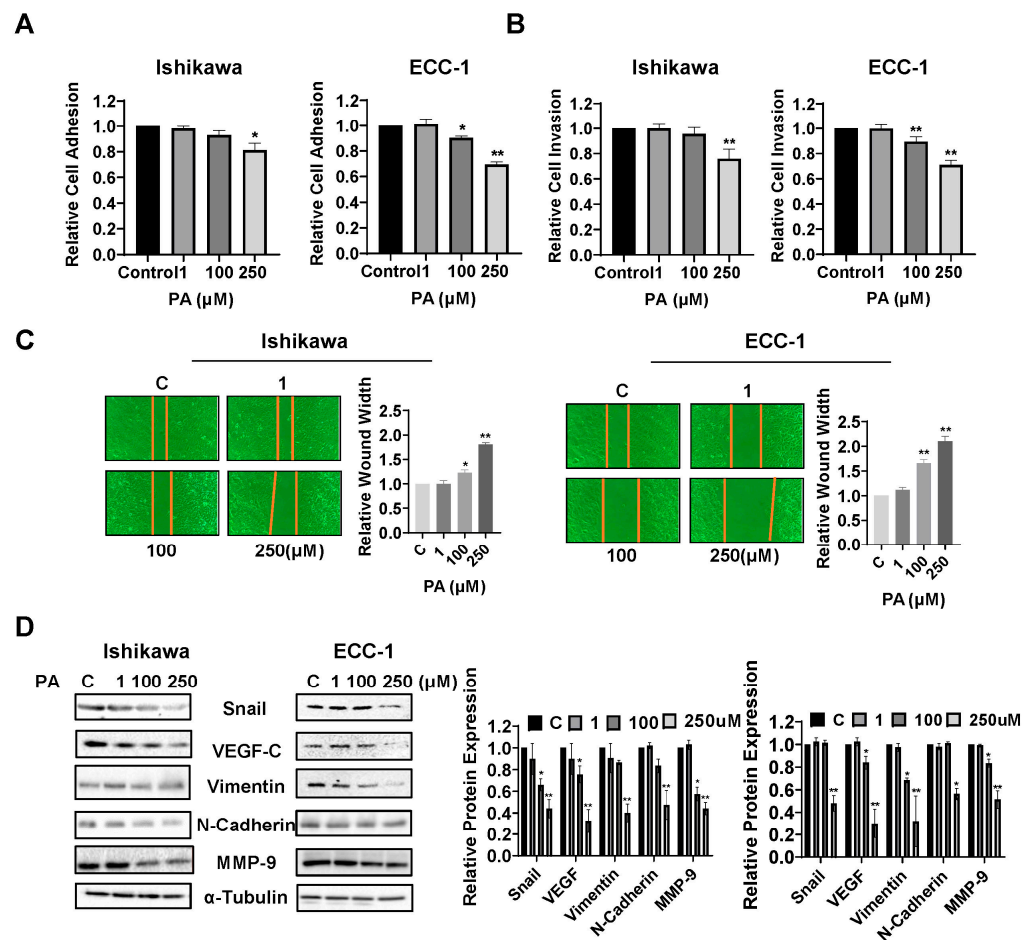 A
B
Ishikawa
ECC-1
Ishikawa
ECC-1
Relative Cell Adhesion
1.2
1.0
0.8
0.6
0.4
0.2
0.0
*
Control1 100 250
PA (µM)
Relative Cell Adhesion
1.2
1.0
0.8
0.6
0.4
0.2
0.0
*
**
Control1 100 250
PA (µM)
Relative Cell Invasion
1.2
1.0
0.8
0.6
0.4
0.2
0.0
**
Control1 100 250
PA (µM)
Relative Cell Invasion
1.2
1.0
0.8
0.6
0.4
0.2
0.0
**
**
Control1 100 250
PA (µM)
C
Ishikawa
C 1
100 250(µM)
Relative Wound Width
2.5
2.0
1.5
1.0
0.5
0.0
*
**
C 1 100 250
PA (µM)
ECC-1
C 1
100 250(µM)
Relative Wound Width
2.5
2.0
1.5
1.0
0.5
0.0
**
**
C 1 100 250
PA (µM)
D
Ishikawa ECC-1
PA C 1 100 250 C 1 100 250 (µM)
Snail
VEGF-C
Vimentin
N-Cadherin
MMP-9
α-Tubulin
Relative Protein Expression
C 1 100 250uM
1.2
1.0
0.8
0.6
0.4
0.2
0
* ** * ** ** ** * **
Snail VEGF Vimentin N-Cadherin MMP-9
Relative Protein Expression
C 1 100 250uM
1.2
1.0
0.8
0.6
0.4
0.2
0.0
** * ** * ** * * **
Snail VEGF Vimentin N-Cadherin MMP-9